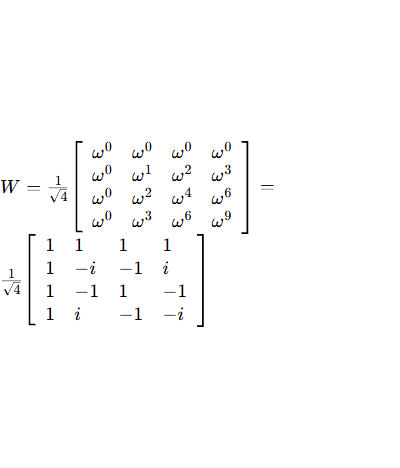 W = \frac{1}{\sqrt{4}} \begin{bmatrix} \omega^0 & \omega^0 & \omega^0 & \omega^0 \\ \omega^0 & \omega^1 & \omega^2 & \omega^3 \\ \omega^0 & \omega^2 & \omega^4 & \omega^6 \\ \omega^0 & \omega^3 & \omega^6 & \omega^9 \end{bmatrix} =
\frac{1}{\sqrt{4}} \begin{bmatrix} 1 & 1 & 1 & 1 \\ 1 & -i & -1 & i \\ 1 & -1 & 1 & -1 \\ 1 & i & -1 & -i \end{bmatrix}